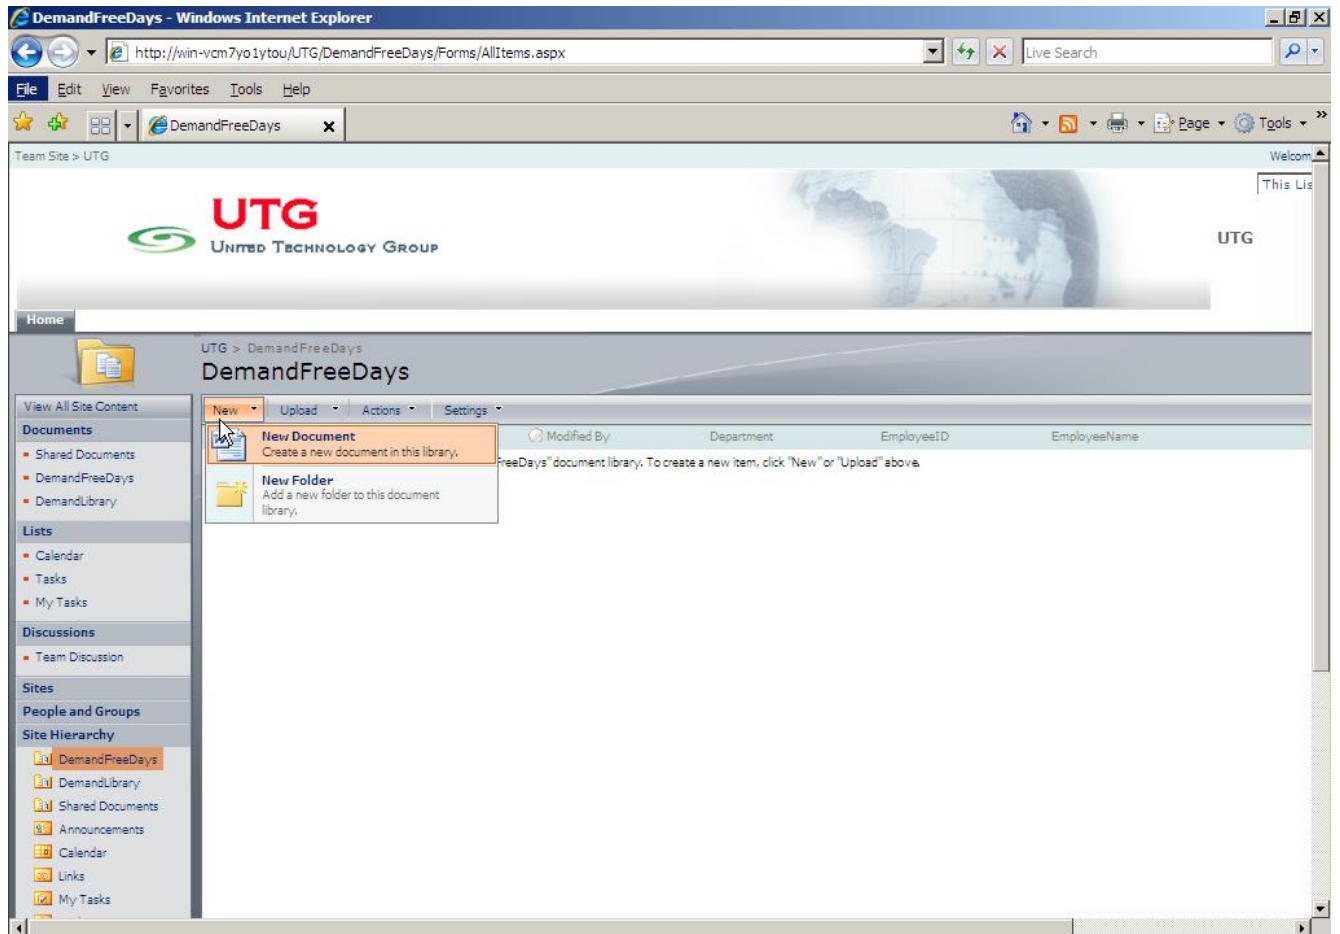 DemandFreeDays - Windows Internet Explorer
http://win-vcm7yo1ytou/UTG/DemandFreeDays/Forms/AllItems.aspx
Live Search
File Edit View Favorites Tools Help
DemandFreeDays
Page Tools »
Team Site > UTG
Welcom
This Lis
UTG
UNITED TECHNOLOGY GROUP
UTG
Home
UTG > DemandFreeDays
DemandFreeDays
View All Site Content
New Upload Actions Settings
Documents
Modified By Department EmployeeID EmployeeName
New Document
Create a new document in this library.
FreeDays" document library. To create a new item, click "New" or "Upload" above.
New Folder
Add a new folder to this document
library.
Shared Documents
DemandFreeDays
DemandLibrary
Lists
Calendar
Tasks
My Tasks
Discussions
Team Discussion
Sites
People and Groups
Site Hierarchy
DemandFreeDays
DemandLibrary
Shared Documents
Announcements
Calendar
Links
My Tasks